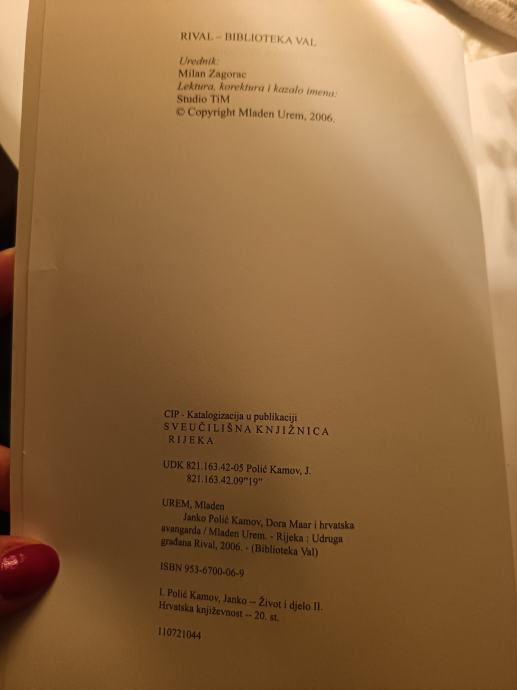 RIVAL – BIBLIOTEKA VAL
Urednik:
Milan Zagorac
Lektura, korektura i kazalo imena:
Studio TiM
© Copyright Mladen Urem, 2006.
CIP - Katalogizacija u publikaciji
SVEUČILIŠNA KNJIŽNICA
RIJEKA
UDK 821.163.42-05 Polić Kamov, J.
821.163.42.09"19"
UREM, Mladen
Janko Polić Kamov, Dora Maar i hrvatska
avangarda / Mladen Urem. - Rijeka : Udruga
građana Rival, 2006. - (Biblioteka Val)
ISBN 953-6700-06-9
I. Polić Kamov, Janko -- Život i djelo II.
Hrvatska književnost -- 20. st.
110721044